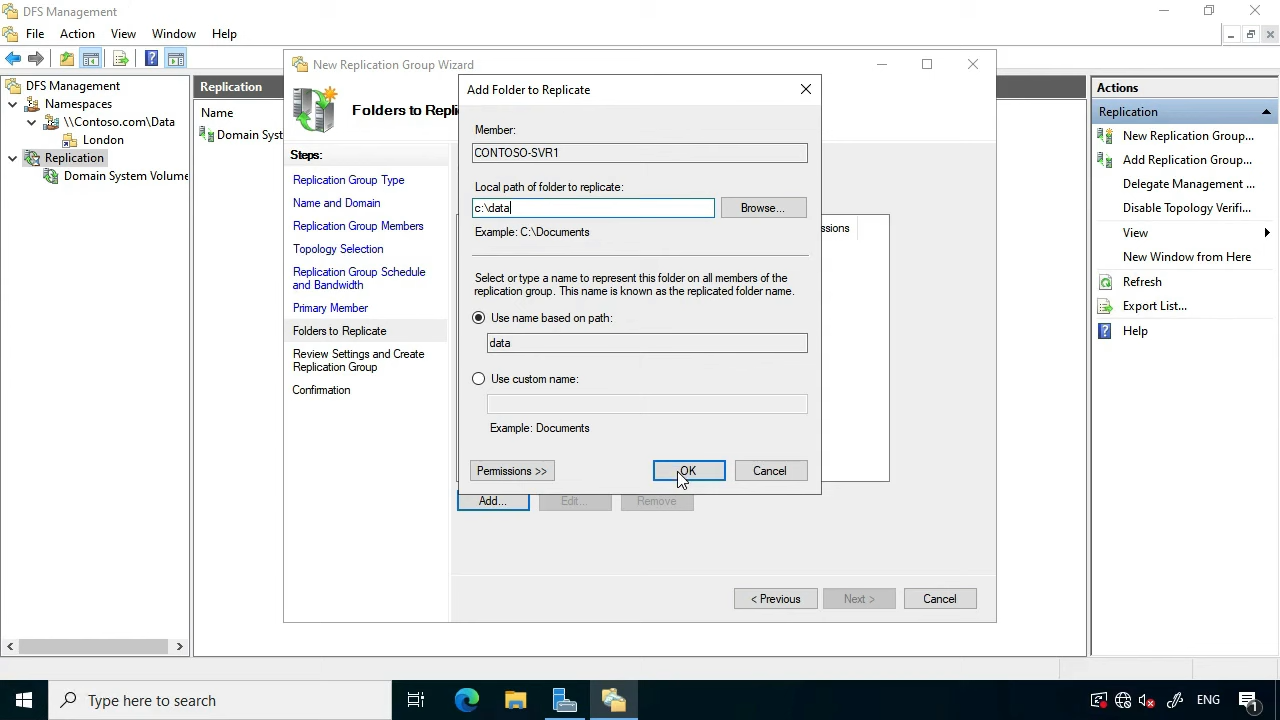 DFS Management
File Action View Window Help
DFS Management
Namespaces
\\Contoso.com\Data
London
Replication
Domain System Volume
Replication
Name
Domain Syst
New Replication Group Wizard
Folders to Repli
Steps:
Replication Group Type
Name and Domain
Replication Group Members
Topology Selection
Replication Group Schedule
and Bandwidth
Primary Member
Folders to Replicate
Review Settings and Create
Replication Group
Confirmation
ssions
Add... Edit... Remove
< Previous Next > Cancel
Add Folder to Replicate
Member:
CONTOSO-SVR1
Local path of folder to replicate:
c:\data Browse...
Example: C:\Documents
Select or type a name to represent this folder on all members of the
replication group. This name is known as the replicated folder name.
Use name based on path:
data
Use custom name:
Example: Documents
Permissions >> OK Cancel
Actions
Replication
New Replication Group...
Add Replication Group...
Delegate Management ...
Disable Topology Verifi...
View
New Window from Here
Refresh
Export List...
Help
Type here to search
ENG
1